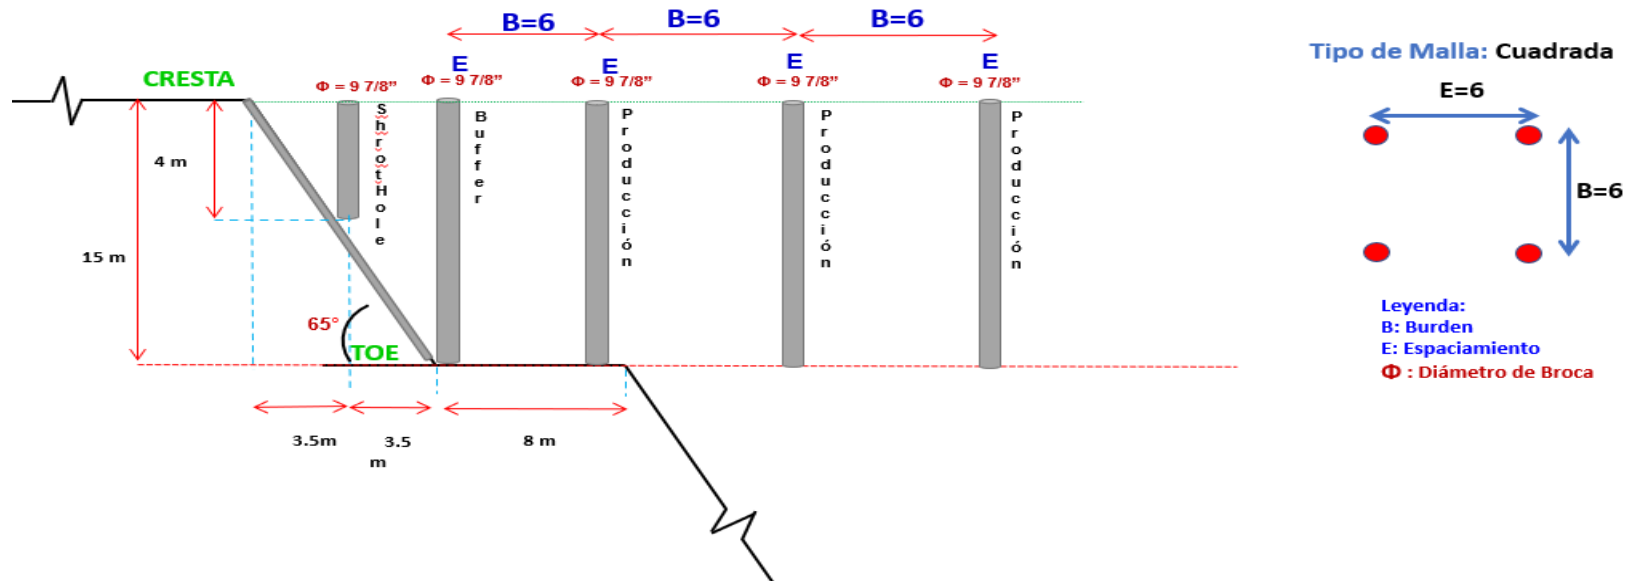 B=6
B=6
B=6
CRESTA
Φ = 9 7/8”
E
Φ = 9 7/8”
E
Φ = 9 7/8”
E
Φ = 9 7/8”
E
Φ = 9 7/8”
ShrotHole
Buffer
Producción
Producción
Producción
4 m
15 m
65°
TOE
3.5m
3.5
m
8 m
Tipo de Malla: Cuadrada
E=6
B=6
Leyenda:
B: Burden
E: Espaciamiento
Φ : Diámetro de Broca